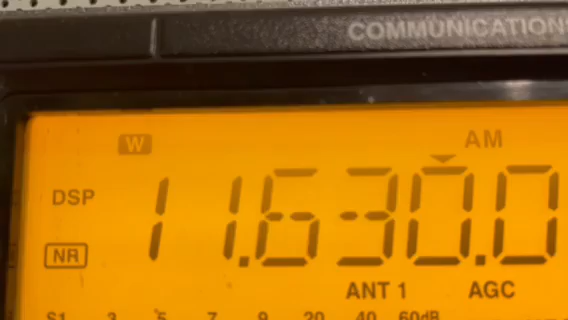 COMMUNICATIONS
W
AM
DSP
11.630.0
NR
ANT 1 AGC
S1 3 5 7 9 20 40 60dB